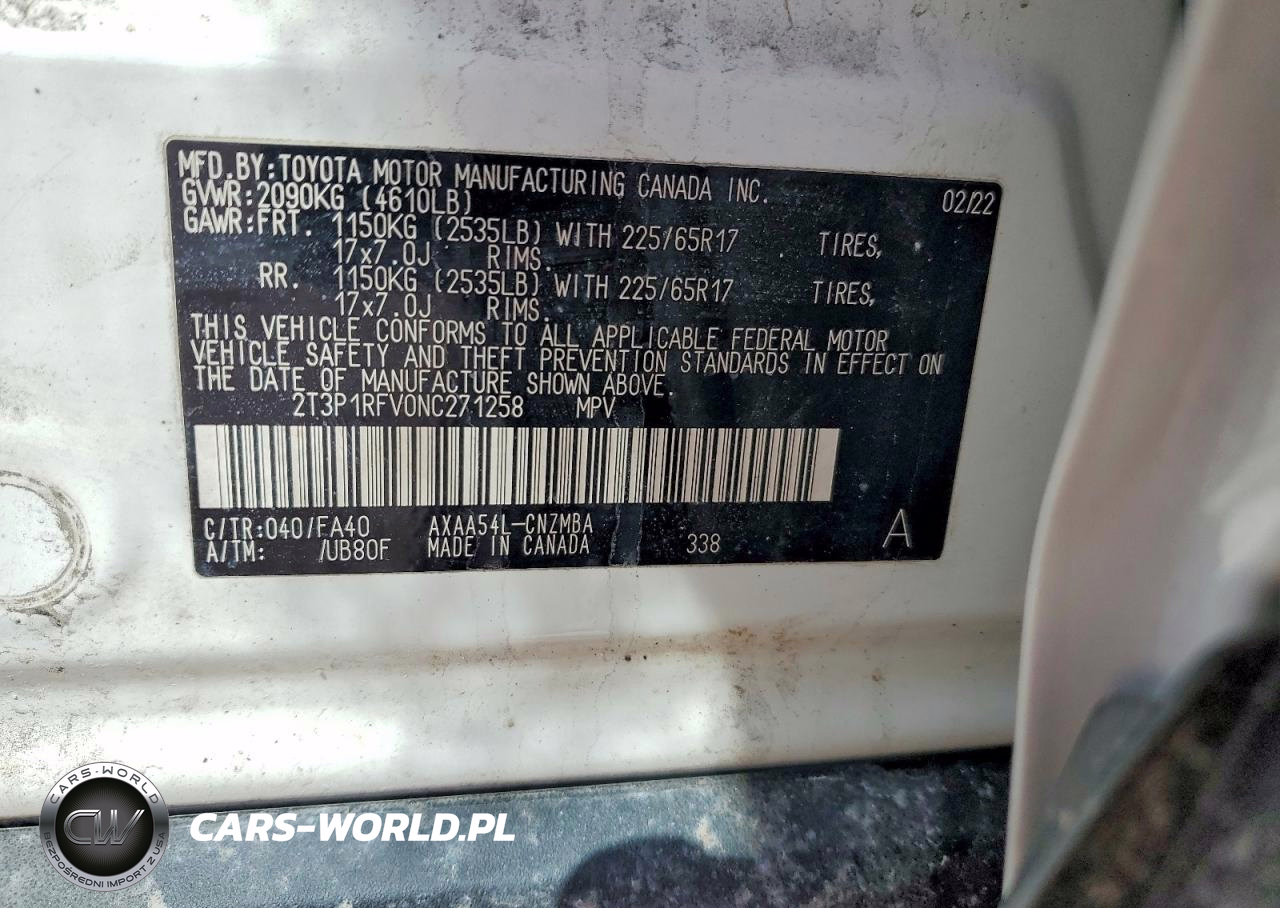 MFD.BY:TOYOTA MOTOR MANUFACTURING CANADA INC. 02/22
GVWR:2090KG (4610LB)
GAWR:FRT. 1150KG (2535LB) WITH 225/65R17 TIRES,
17x7.0J RIMS.
RR. 1150KG (2535LB) WITH 225/65R17 TIRES,
17x7.0J RIMS.
THIS VEHICLE CONFORMS TO ALL APPLICABLE FEDERAL MOTOR
VEHICLE SAFETY AND THEFT PREVENTION STANDARDS IN EFFECT ON
THE DATE OF MANUFACTURE SHOWN ABOVE.
2T3P1RFV0NC271258 MPV
C/TR:040/FA40 AXAA54L-CNZMBA
A/TM: /UB80F MADE IN CANADA 338 A
CARS-WORLD
CW
BEZPOŚREDNI IMPORT Z USA
CARS-WORLD.PL